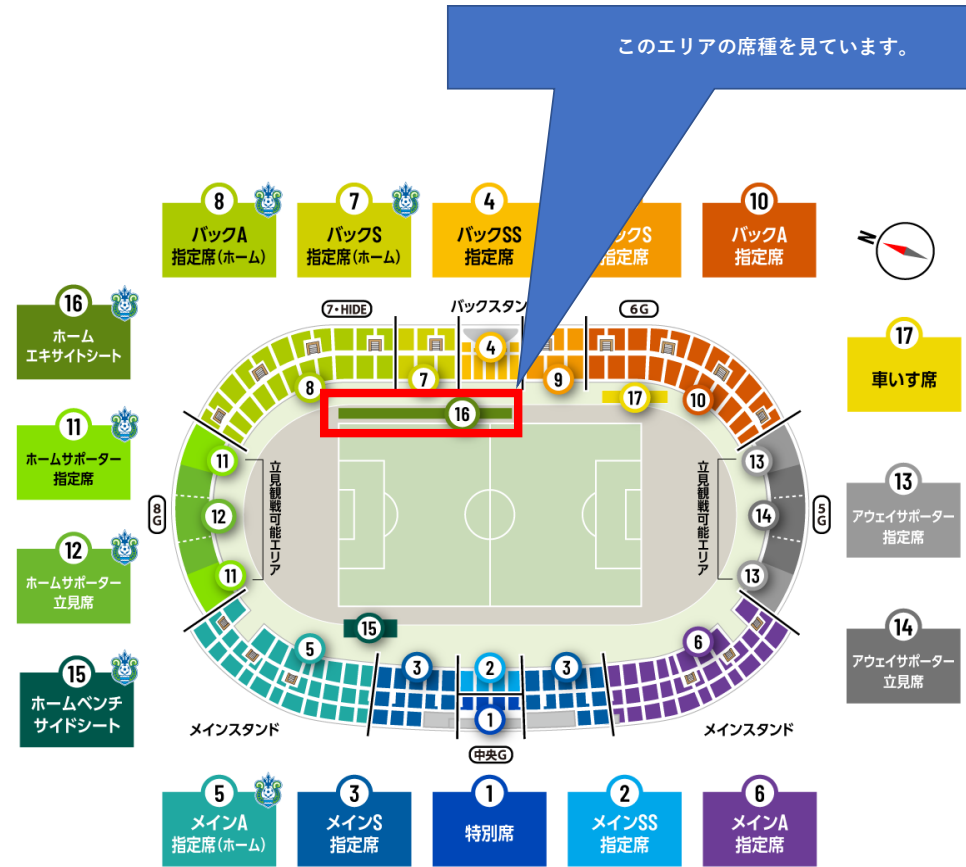 このエリアの席種を見ています。
8
バックA
指定席(ホーム)
7
バックS
指定席(ホーム)
4
バックSS
指定席
ックS
指定席
10
バックA
指定席
N
16
ホーム
エキサイトシート
11
ホームサポーター
指定席
12
ホームサポーター
立見席
15
ホームベンチ
サイドシート
7・HIDE
バックスタン
6G
8
7
4
9
17
10
16
11
12
11
8G
立見観戦可能エリア
立見観戦可能エリア
13
14
13
5G
17
車いす席
13
アウェイサポーター
指定席
14
アウェイサポーター
立見席
15
5
3
2
3
6
1
メインスタンド
中央G
メインスタンド
5
メインA
指定席(ホーム)
3
メインS
指定席
1
特別席
2
メインSS
指定席
6
メインA
指定席